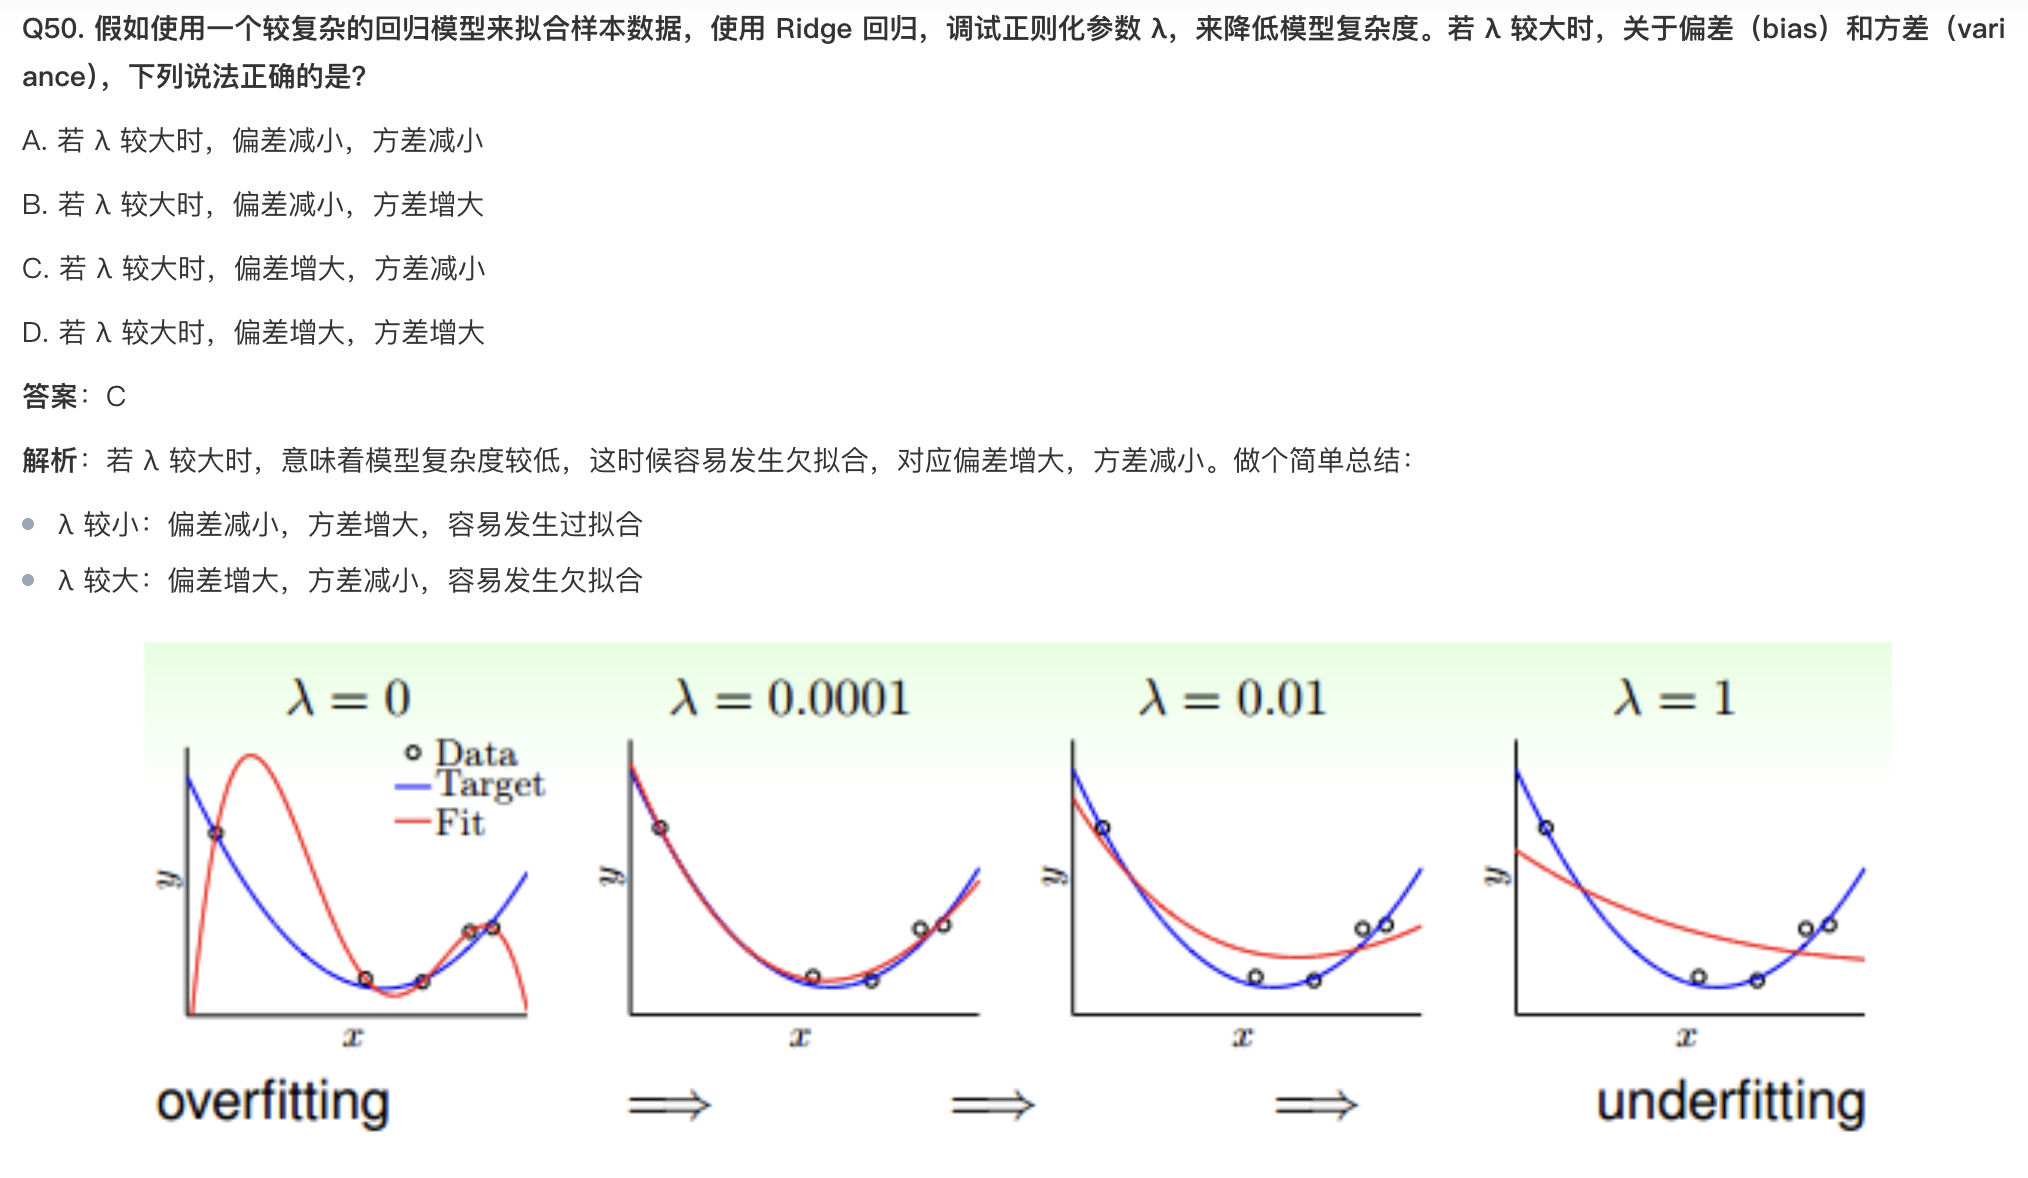 Q50. 假如使用一个较复杂的回归模型来拟合样本数据，使用 Ridge 回归，调试正则化参数 λ，来降低模型复杂度。若 λ 较大时，关于偏差（bias）和方差（vari
ance），下列说法正确的是？
A. 若 λ 较大时，偏差减小，方差减小
B. 若 λ 较大时，偏差减小，方差增大
C. 若 λ 较大时，偏差增大，方差减小
D. 若 λ 较大时，偏差增大，方差增大
答案：C
解析：若 λ 较大时，意味着模型复杂度较低，这时候容易发生欠拟合，对应偏差增大，方差减小。做个简单总结：
λ 较小：偏差减小，方差增大，容易发生过拟合
λ 较大：偏差增大，方差减小，容易发生欠拟合
λ = 0 λ = 0.0001 λ = 0.01 λ = 1
Data
Target
Fit
y y y y
x x x x
overfitting ⟹ ⟹ ⟹ underfitting